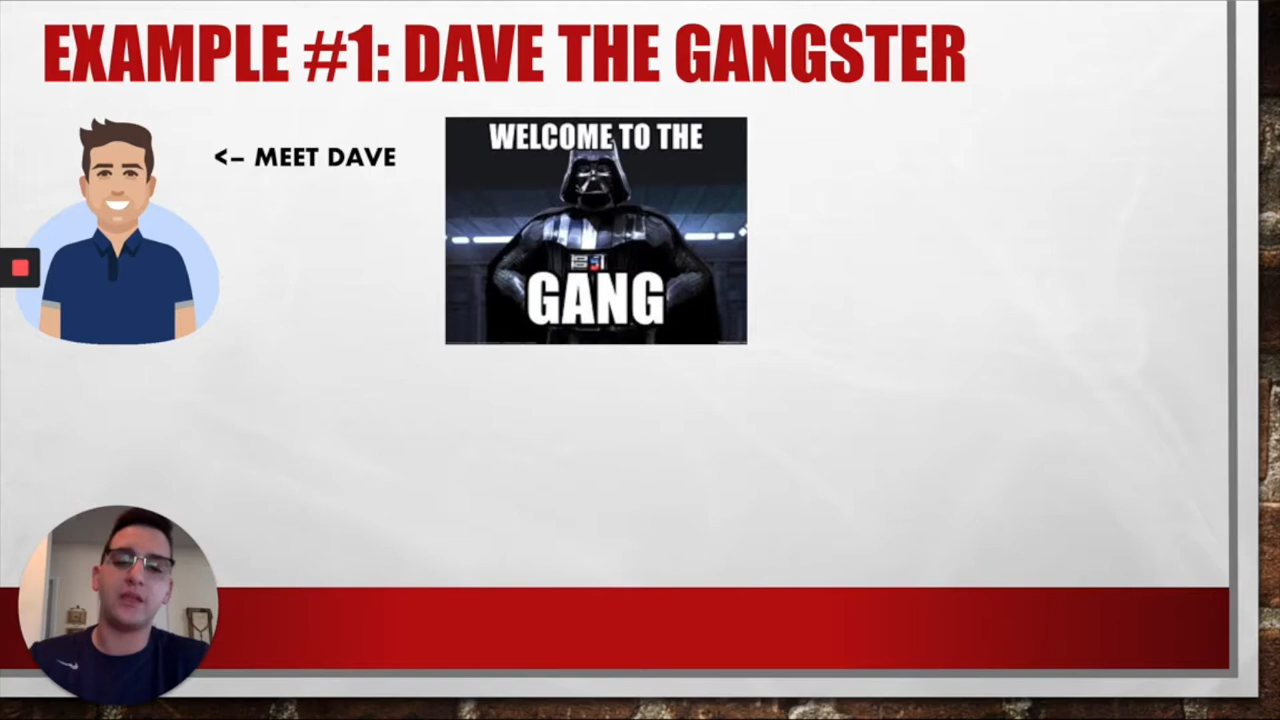 EXAMPLE #1: DAVE THE GANGSTER
<– MEET DAVE
WELCOME TO THE
GANG